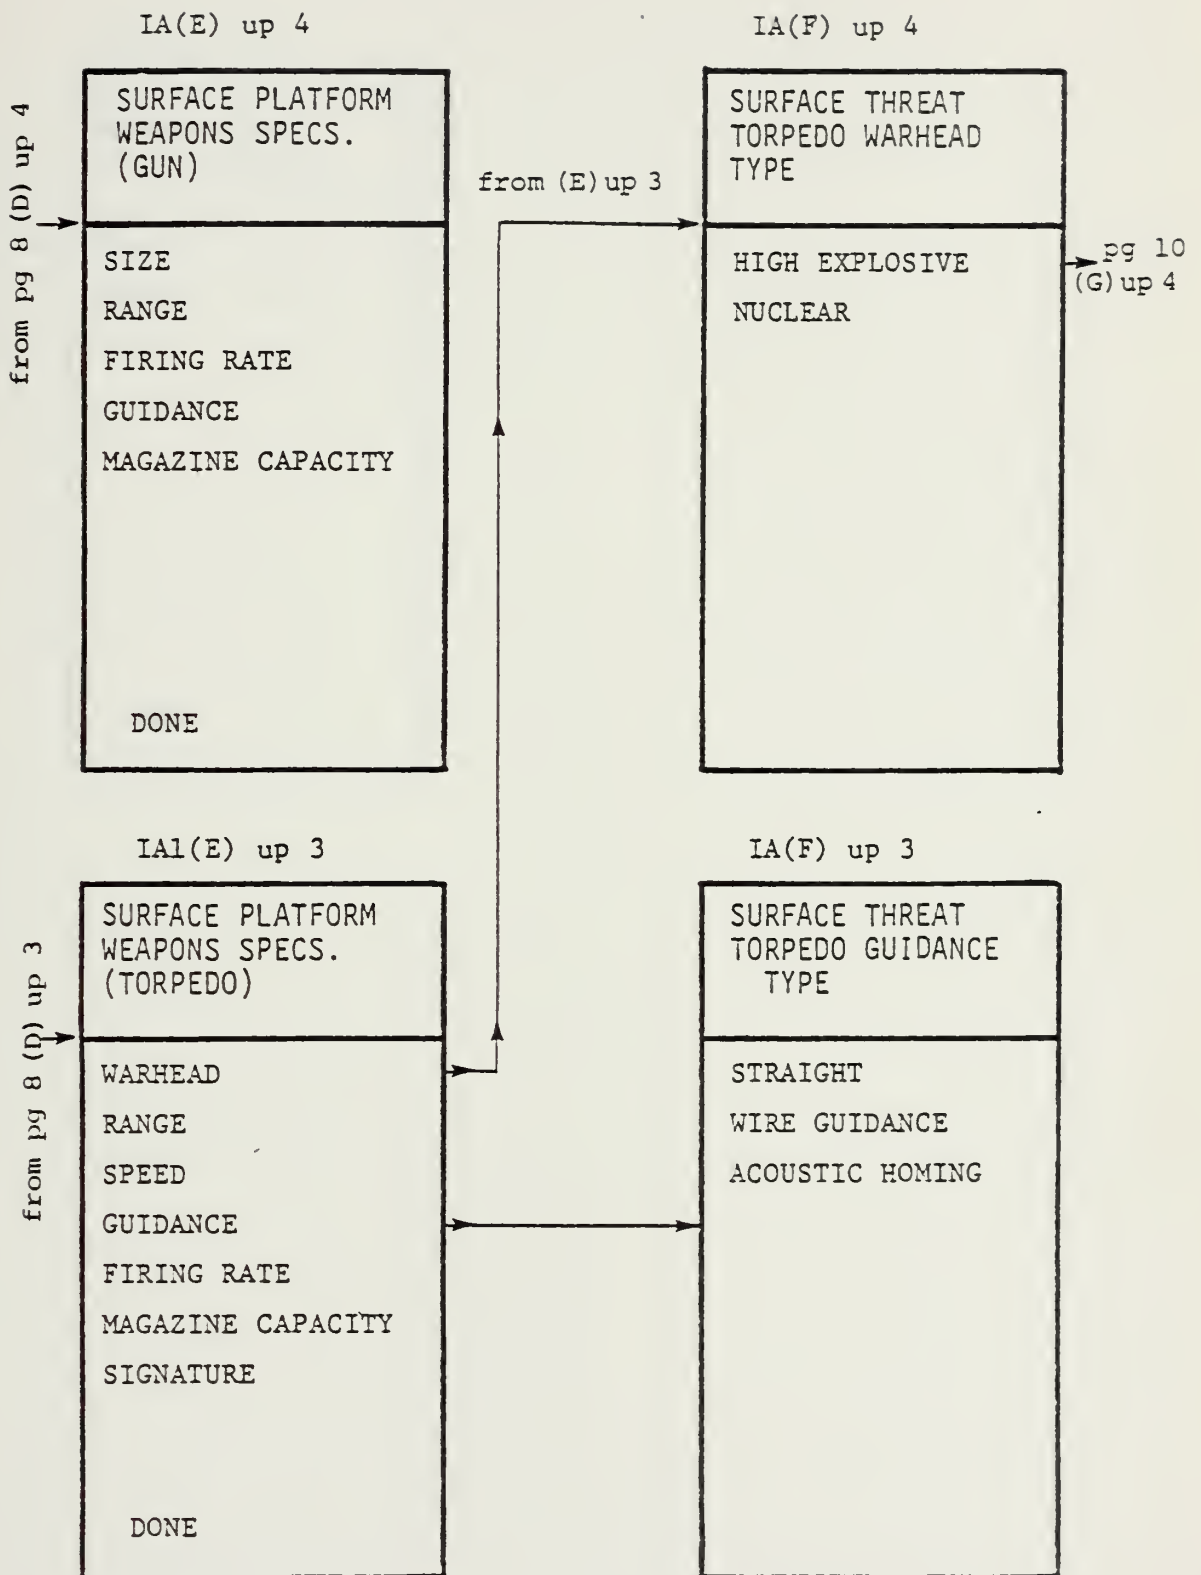 IA(E) up 4
from pg 8 (D) up 4
SURFACE PLATFORM
WEAPONS SPECS.
(GUN)
SIZE
RANGE
FIRING RATE
GUIDANCE
MAGAZINE CAPACITY
DONE
from (E) up 3
IA(F) up 4
SURFACE THREAT
TORPEDO WARHEAD
TYPE
HIGH EXPLOSIVE
NUCLEAR
pg 10
(G) up 4
IA1(E) up 3
from pg 8 (D) up 3
SURFACE PLATFORM
WEAPONS SPECS.
(TORPEDO)
WARHEAD
RANGE
SPEED
GUIDANCE
FIRING RATE
MAGAZINE CAPACITY
SIGNATURE
DONE
IA(F) up 3
SURFACE THREAT
TORPEDO GUIDANCE
TYPE
STRAIGHT
WIRE GUIDANCE
ACOUSTIC HOMING